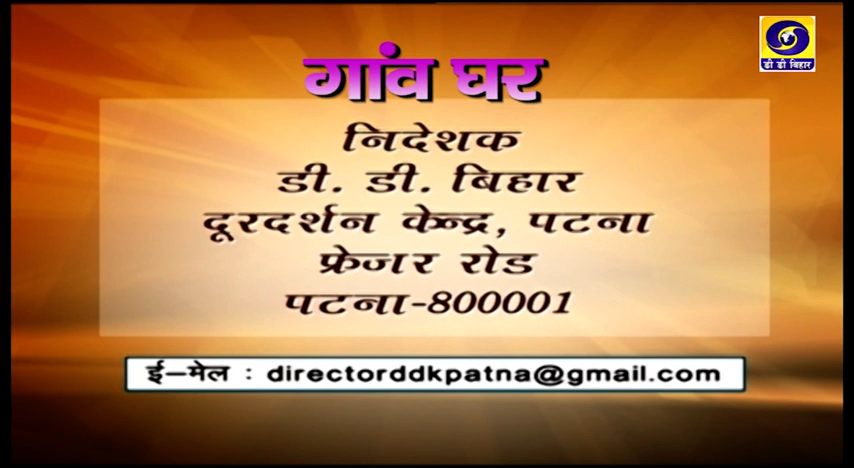 डी डी बिहार
गांव घर
निदेशक
डी. डी. बिहार
दूरदर्शन केन्द्र, पटना
फ्रेजर रोड
पटना-800001
ई-मेल : directorddkpatna@gmail.com